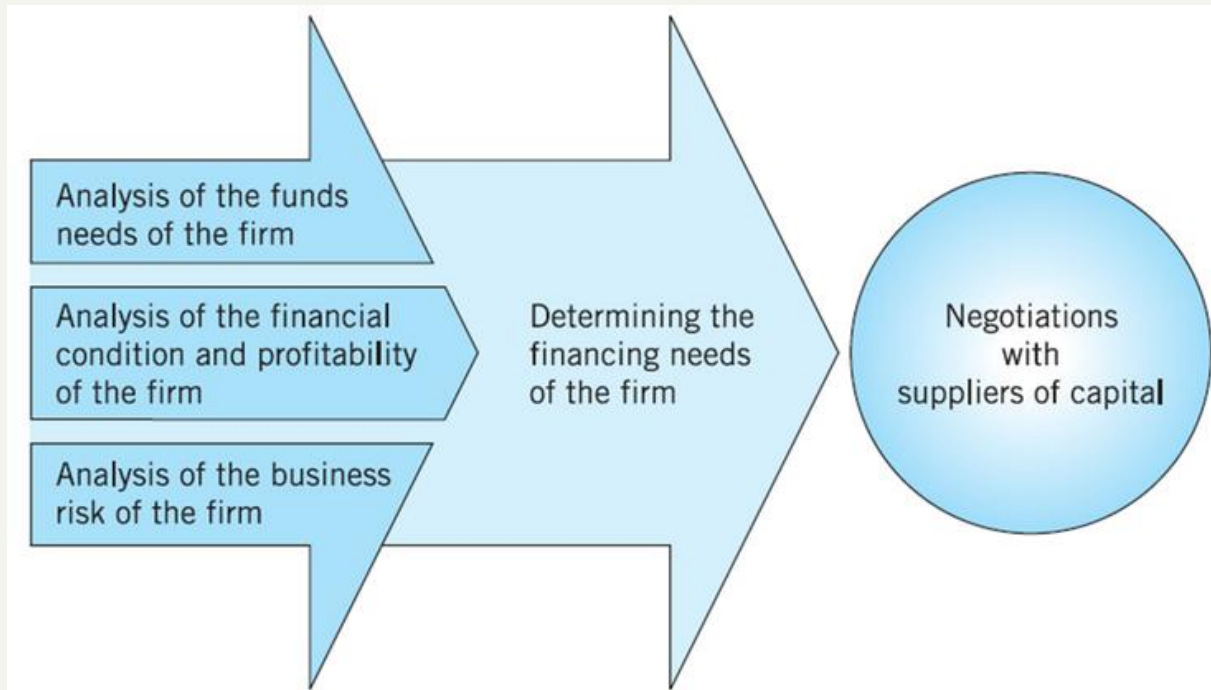 Analysis of the funds
needs of the firm
Analysis of the financial
condition and profitability
of the firm
Analysis of the business
risk of the firm
Determining the
financing needs
of the firm
Negotiations
with
suppliers of capital